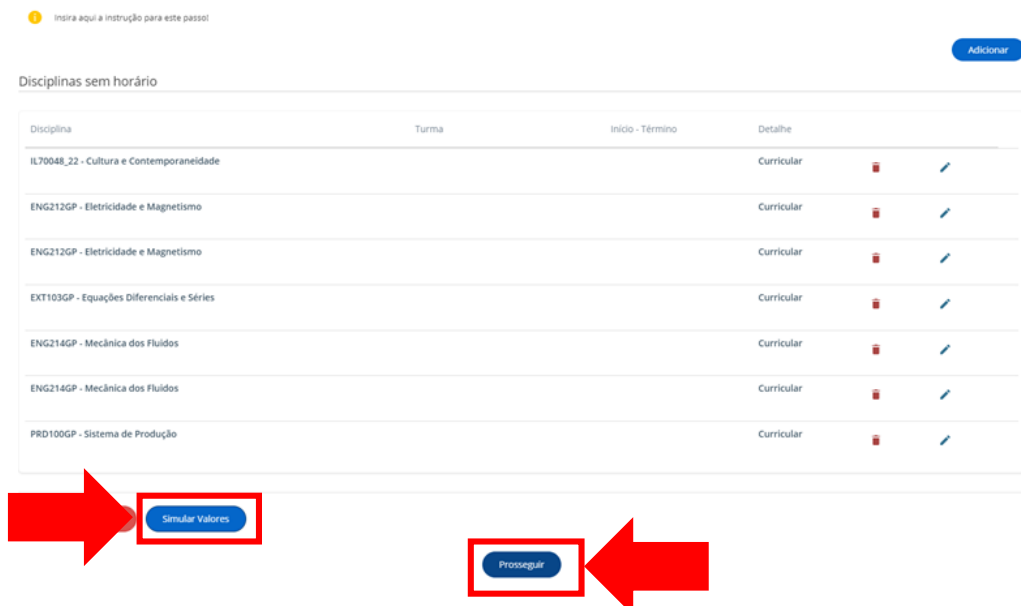 Insira aqui a instrução para este passo!
Adicionar
Disciplinas sem horário
Disciplina Turma Início - Término Detalhe
IL70048_22 - Cultura e Contemporaneidade Curricular
ENG212GP - Eletricidade e Magnetismo Curricular
ENG212GP - Eletricidade e Magnetismo Curricular
EXT103GP - Equações Diferenciais e Séries Curricular
ENG214GP - Mecânica dos Fluidos Curricular
ENG214GP - Mecânica dos Fluidos Curricular
PRD100GP - Sistema de Produção Curricular
Simular Valores
Prosseguir